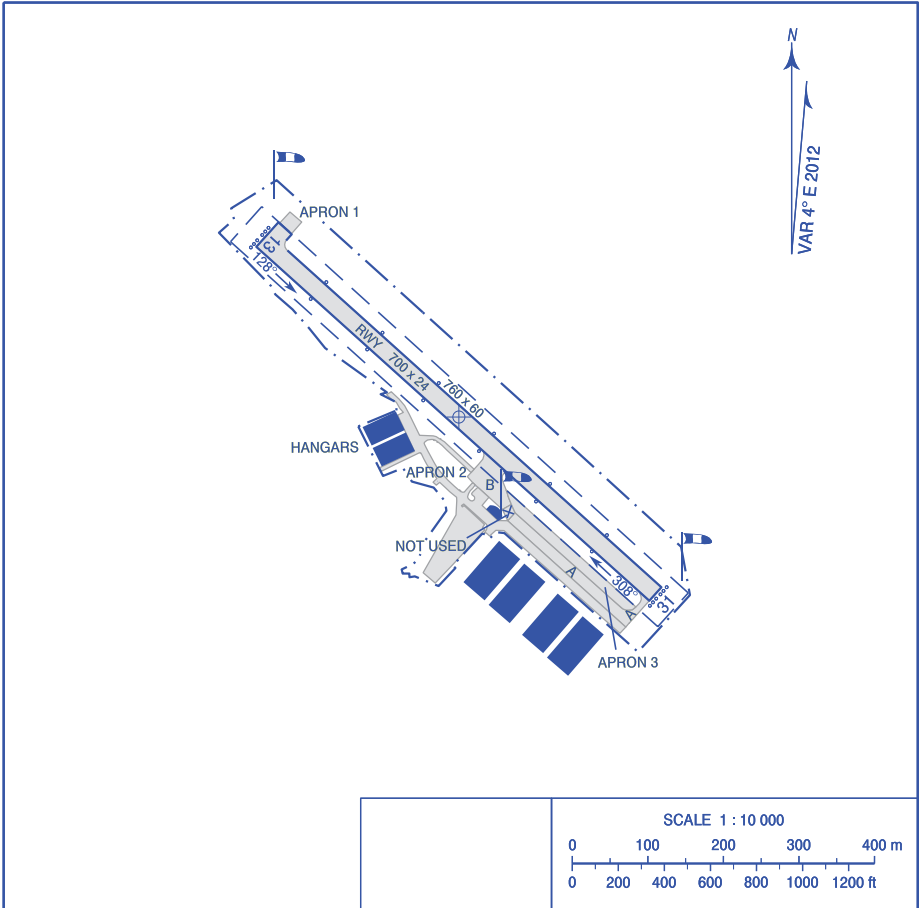 N
VAR 4° E 2012
APRON 1
13
128°
RWY 700 x 24
760 x 60
HANGARS
APRON 2
B
NOT USED
A
308°
31
A
APRON 3
SCALE 1 : 10 000
0 100 200 300 400 m
0 200 400 600 800 1000 1200 ft